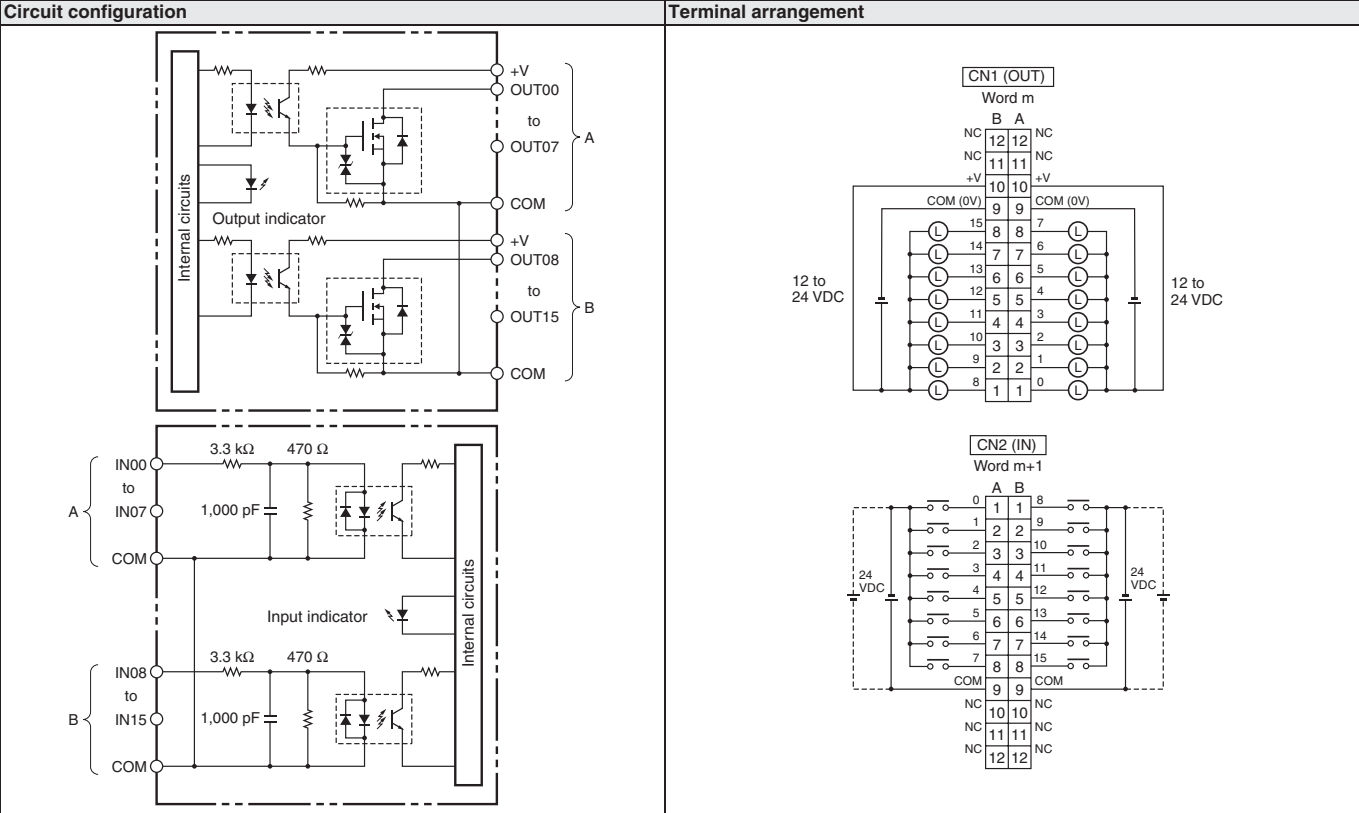 Circuit configuration
Terminal arrangement
+V
OUT00
to
OUT07
A
COM
Output indicator
Internal circuits
+V
OUT08
to
OUT15
B
COM
3.3 kΩ 470 Ω
IN00
to
A IN07
1,000 pF
COM
Input indicator
Internal circuits
3.3 kΩ 470 Ω
IN08
to
B IN15
1,000 pF
COM
CN1 (OUT)
Word m
B A
NC 12 12 NC
NC 11 11 NC
+V 10 10 +V
COM (0V) 9 9 COM (0V)
L 15 8 8 7 L
L 14 7 7 6 L
L 13 6 6 5 L
L 12 5 5 4 L
L 11 4 4 3 L
L 10 3 3 2 L
L 9 2 2 1 L
L 8 1 1 0 L
12 to
24 VDC
12 to
24 VDC
CN2 (IN)
Word m+1
A B
0 1 1 8
1 2 2 9
2 3 3 10
3 4 4 11
4 5 5 12
5 6 6 13
6 7 7 14
7 8 8 15
COM 9 9 COM
NC 10 10 NC
NC 11 11 NC
NC 12 12 NC
24
VDC
24
VDC